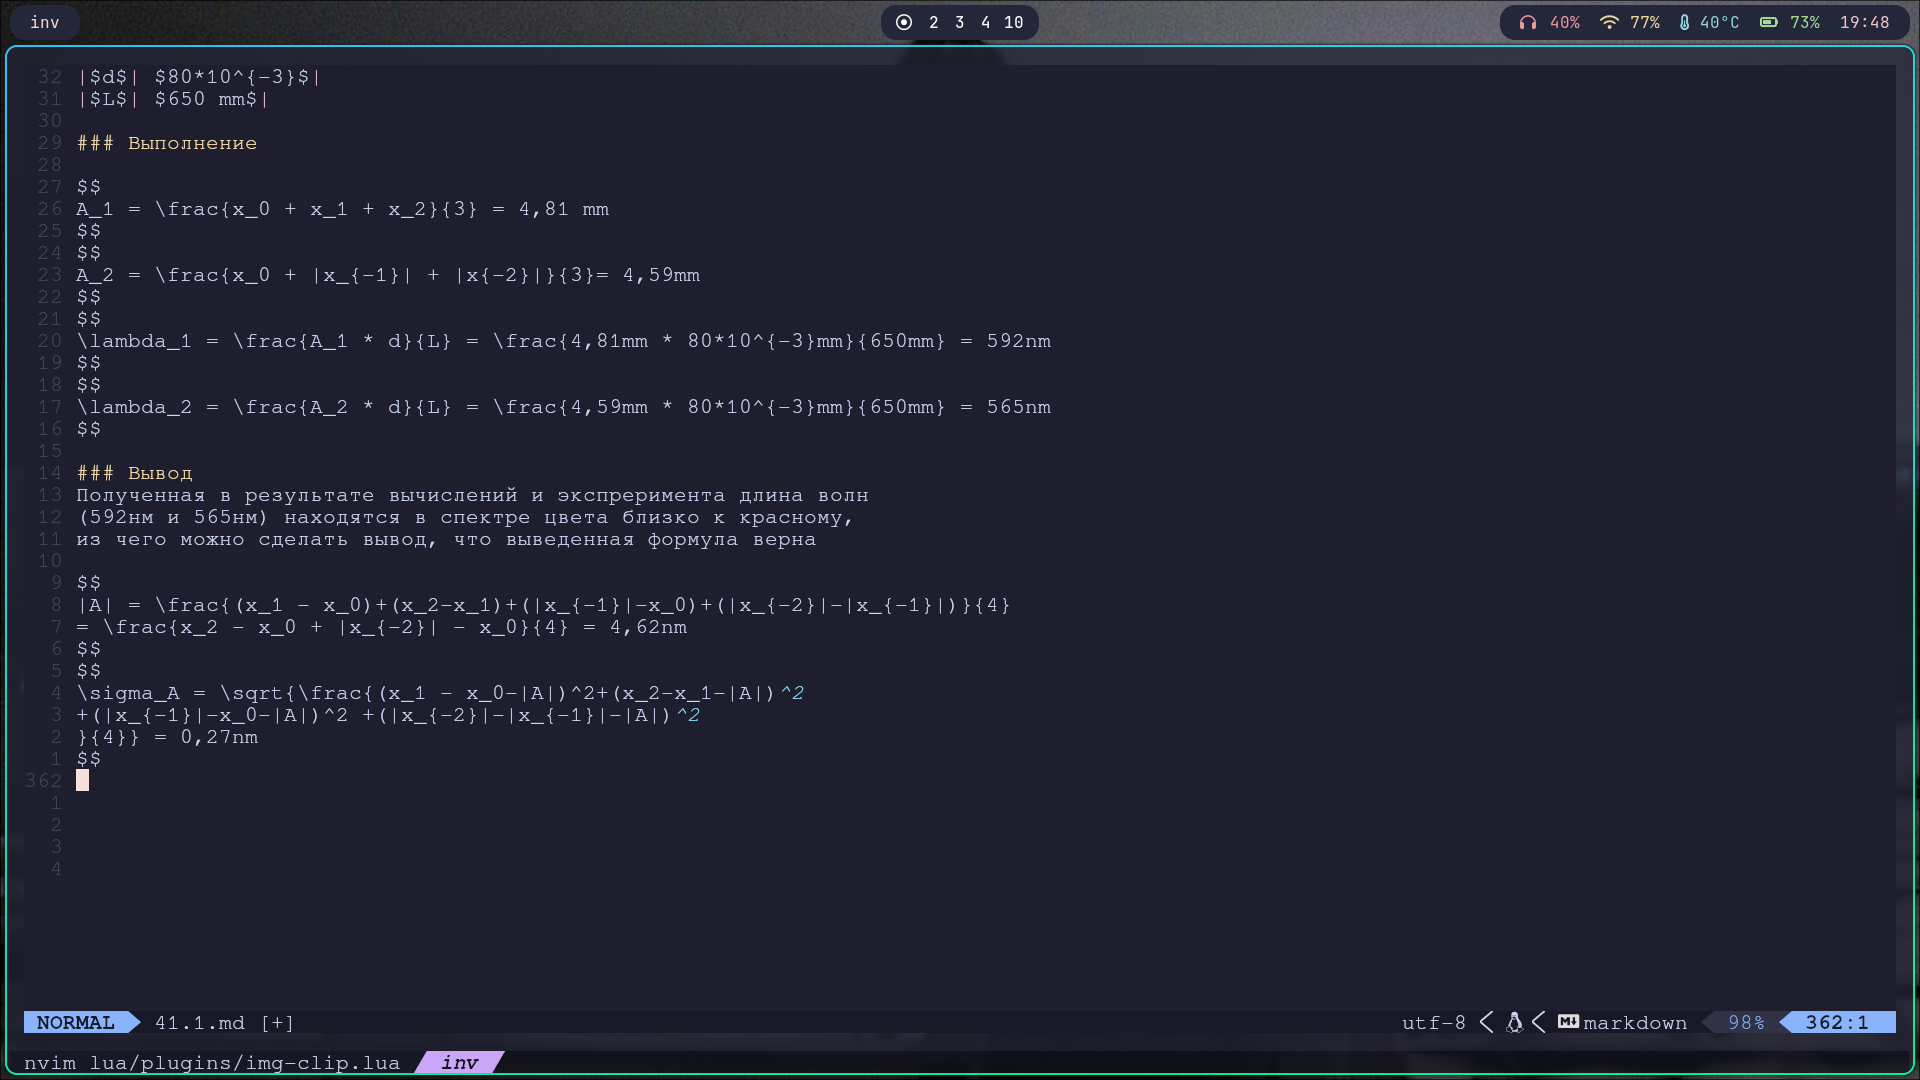 inv
2 3 4 10
40% 77% 40°C 73% 19:48
32 |$d$| $80*10^{-3}$|
31 |$L$| $650 mm$|
30
29 ### Выполнение
28
27 $$
26 A_1 = \frac{x_0 + x_1 + x_2}{3} = 4,81 mm
25 $$
24 $$
23 A_2 = \frac{x_0 + |x_{-1}| + |x{-2}|}{3}= 4,59mm
22 $$
21 $$
20 \lambda_1 = \frac{A_1 * d}{L} = \frac{4,81mm * 80*10^{-3}mm}{650mm} = 592nm
19 $$
18 $$
17 \lambda_2 = \frac{A_2 * d}{L} = \frac{4,59mm * 80*10^{-3}mm}{650mm} = 565nm
16 $$
15
14 ### Вывод
13 Полученная в результате вычислений и экспреримента длина волн
12 (592нм и 565нм) находятся в спектре цвета близко к красному,
11 из чего можно сделать вывод, что выведенная формула верна
10
9 $$
8 |A| = \frac{(x_1 - x_0)+(x_2-x_1)+(|x_{-1}|-x_0)+(|x_{-2}|-|x_{-1}|)}{4}
7 = \frac{x_2 - x_0 + |x_{-2}| - x_0}{4} = 4,62nm
6 $$
5 $$
4 \sigma_A = \sqrt{\frac{(x_1 - x_0-|A|)^2+(x_2-x_1-|A|)^2
3 +(|x_{-1}|-x_0-|A|)^2 +(|x_{-2}|-|x_{-1}|-|A|)^2
2 }{4}} = 0,27nm
1 $$
362
1
2
3
4
NORMAL 41.1.md [+] utf-8 markdown 98% 362:1
nvim lua/plugins/img-clip.lua inv